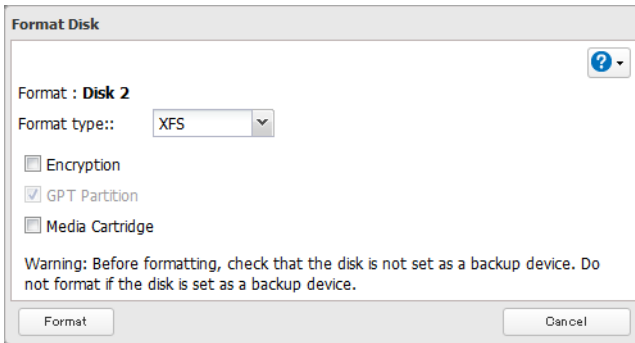 Format Disk
?
Format : Disk 2
Format type:: XFS
Encryption
GPT Partition
Media Cartridge
Warning: Before formatting, check that the disk is not set as a backup device. Do
not format if the disk is set as a backup device.
Format Cancel